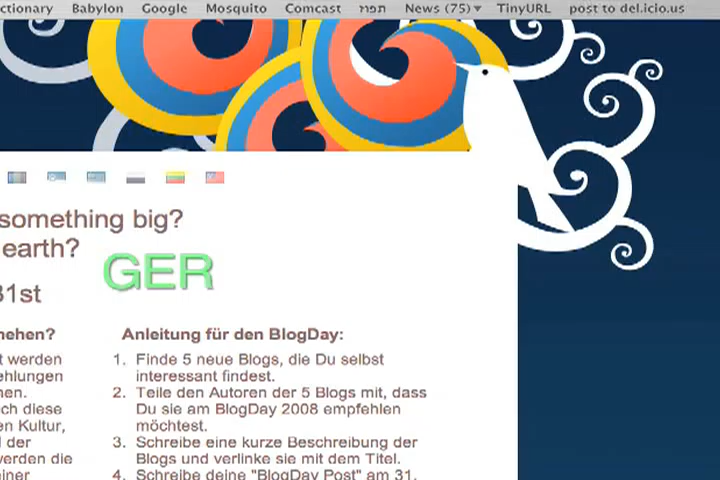 ctionary Babylon Google Mosquito Comcast תפוז News (75) TinyURL post to del.icio.us
something big?
earth?
GER
31st
nehen?
Anleitung für den BlogDay:
t werden
1. Finde 5 neue Blogs, die Du selbst
ehlungen
interessant findest.
nen.
2. Teile den Autoren der 5 Blogs mit, dass
ch diese
Du sie am BlogDay 2008 empfehlen
en Kultur,
möchtest.
d der
3. Schreibe eine kurze Beschreibung der
verden die
Blogs und verlinke sie mit dem Titel.
iner
4. Schreibe deine "BlogDay Post" am 31.